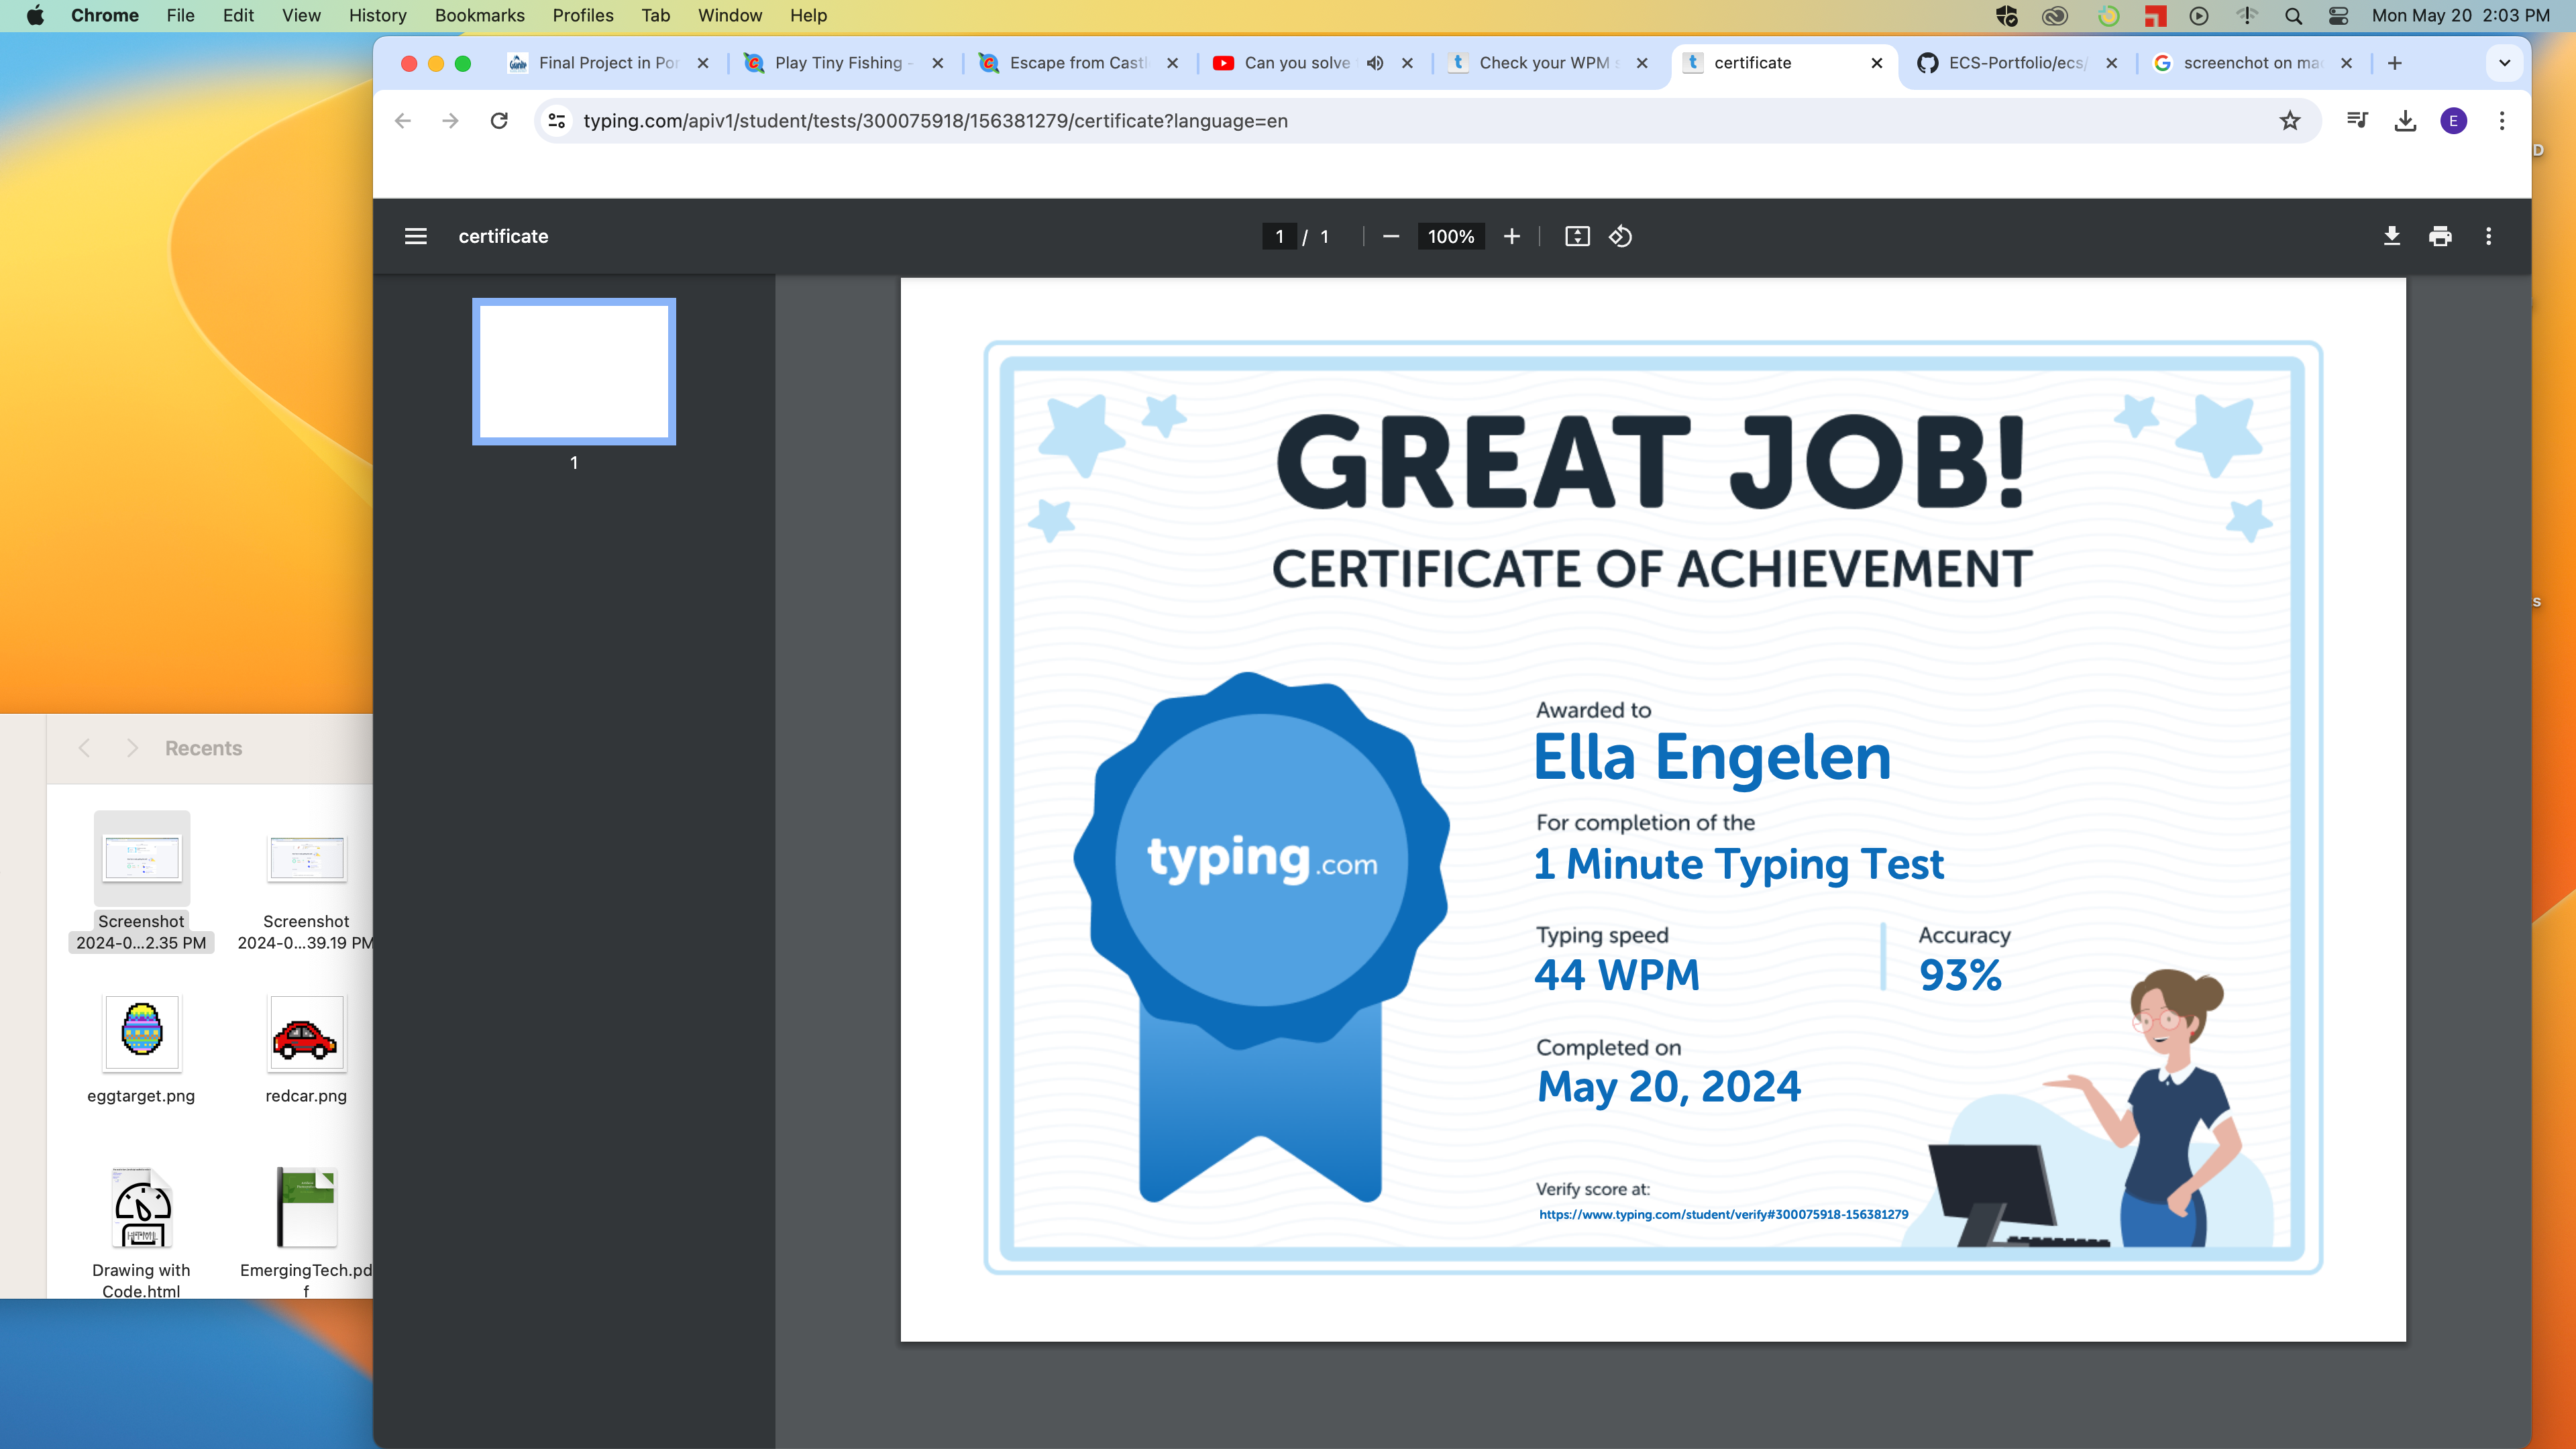 Chrome File Edit View History Bookmarks Profiles Tab Window Help Mon May 20 2:03 PM
Final Project in Por Play Tiny Fishing - Escape from Castl Can you solve Check your WPM s certificate ECS-Portfolio/ecs/ screenchot on ma
typing.com/apiv1/student/tests/300075918/156381279/certificate?language=en
E
D
certificate
1 / 1
100%
1
GREAT JOB!
CERTIFICATE OF ACHIEVEMENT
s
Awarded to
Ella Engelen
For completion of the
1 Minute Typing Test
typing.com
Typing speed
44 WPM
Accuracy
93%
Completed on
May 20, 2024
Verify score at:
https://www.typing.com/student/verify#300075918-156381279
Recents
Screenshot
2024-0...2.35 PM
Screenshot
2024-0...39.19 PM
eggtarget.png
redcar.png
HTML
Drawing with
Code.html
EmergingTech.pd
f